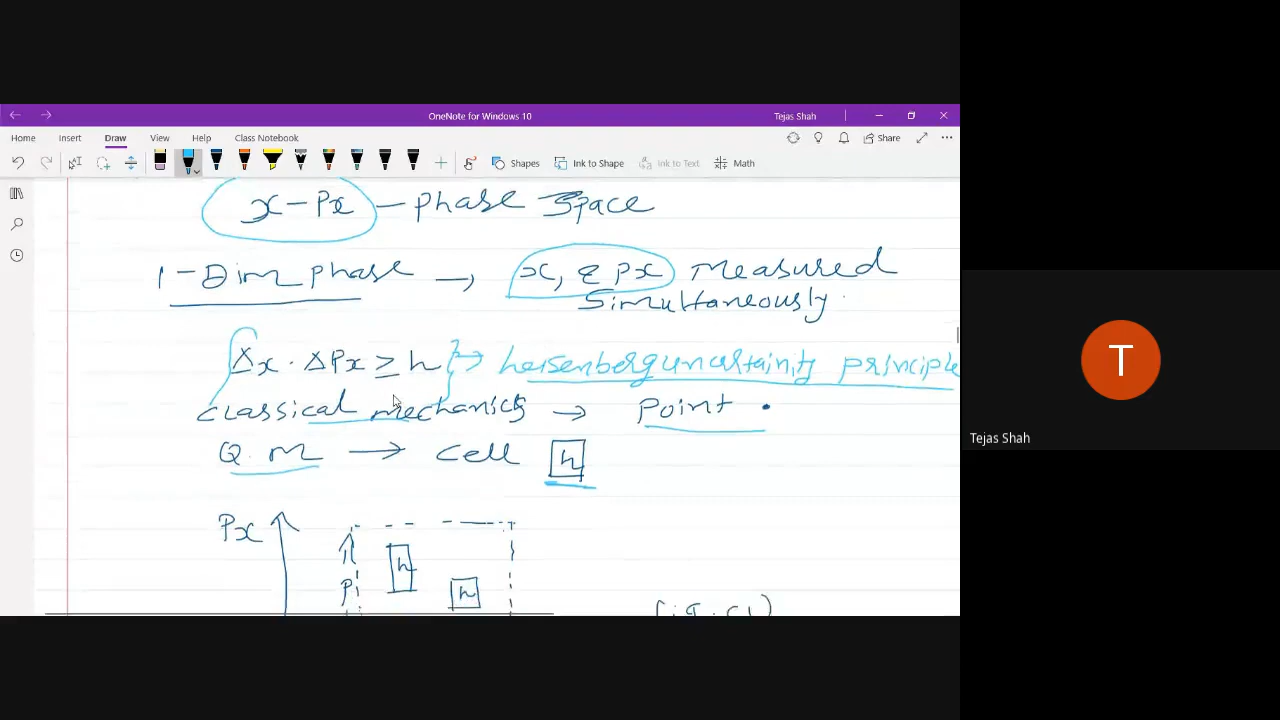 OneNote for Windows 10
Tejas Shah
Home Insert Draw View Help Class Notebook Share
Shapes Ink to Shape Ink to Text Math
x - Px - phase Space
1 - Dim phase → x, & px measured
Simultaneously.
Δx · ΔPx ≥ h } → heisenberg uncertainty principle
classical mechanics → Point •
Q. M → cell h
Px
h
P
h
T
Tejas Shah